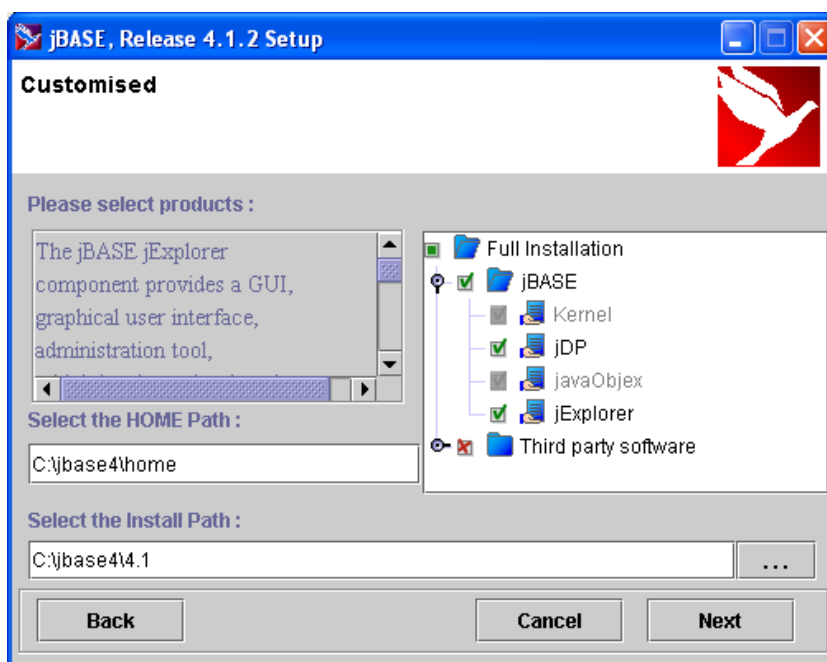 jBASE, Release 4.1.2 Setup
Customised
Please select products :
The jBASE jExplorer
component provides a GUI,
graphical user interface,
administration tool,
Full Installation
jBASE
Kernel
jDP
javaObjex
jExplorer
Third party software
Select the HOME Path :
C:\jbase4\home
Select the Install Path :
C:\jbase4\4.1
...
Back
Cancel
Next